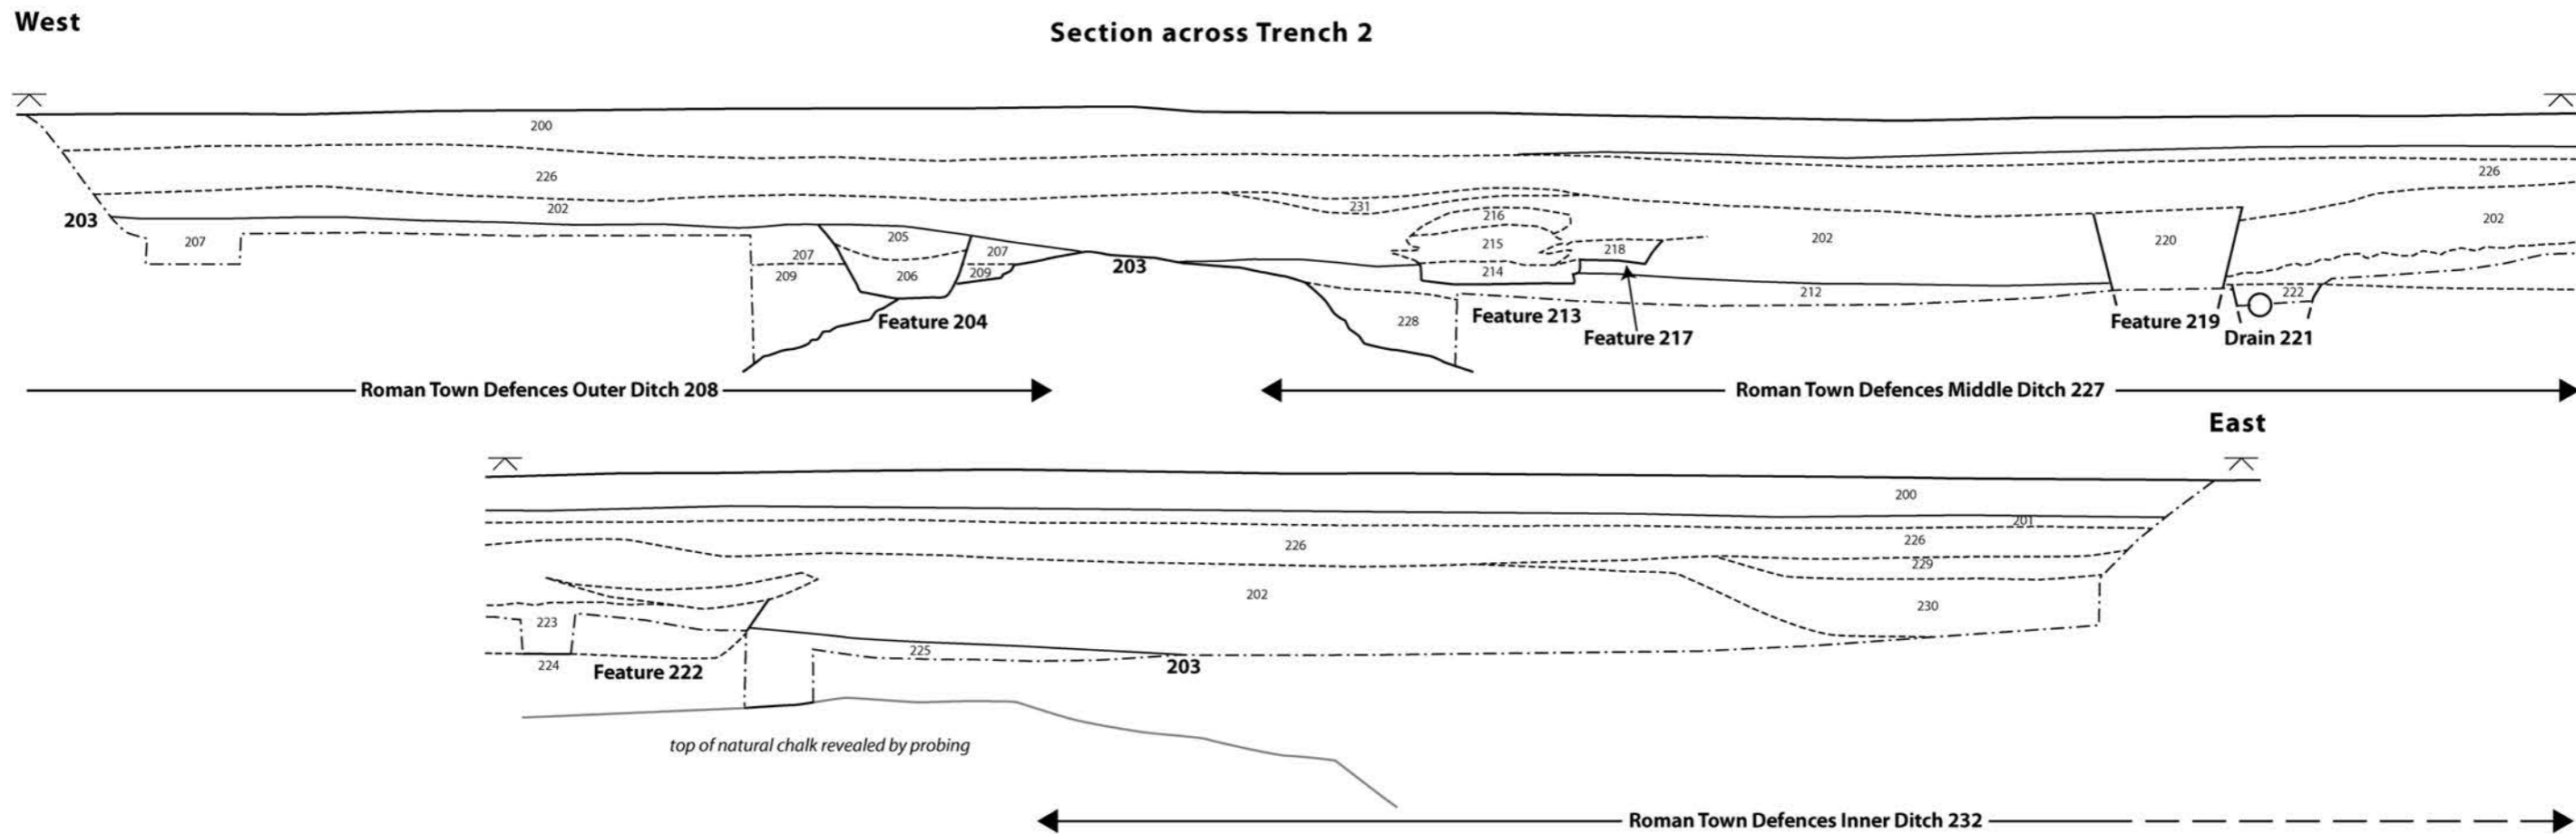 West
Section across Trench 2
200
226
226
202
231
216
203
207
205
215
202
220
202
207
207
218
209
206
209
203
214
212
222
228
Feature 204
Feature 213
Feature 217
Feature 219
Drain 221
Roman Town Defences Outer Ditch 208
Roman Town Defences Middle Ditch 227
East
200
201
226
226
229
202
230
223
225
224
Feature 222
203
top of natural chalk revealed by probing
Roman Town Defences Inner Ditch 232